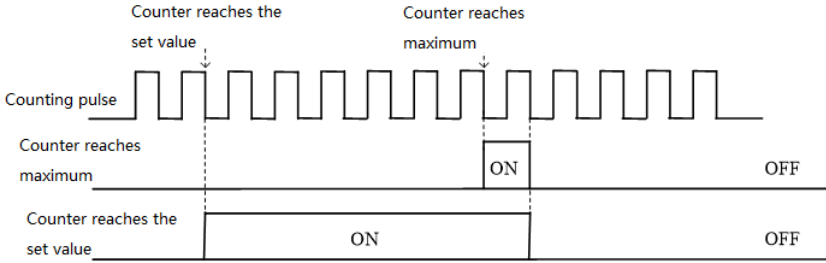 Counter reaches the
set value
Counter reaches
maximum
Counting pulse
Counter reaches
maximum
ON
OFF
Counter reaches the
set value
ON
OFF